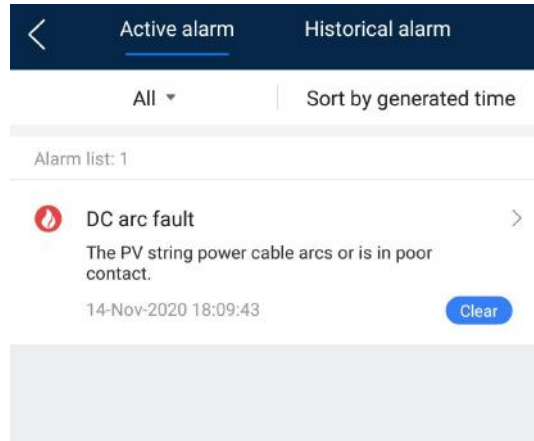 Active alarm Historical alarm
All Sort by generated time
Alarm list: 1
DC arc fault
The PV string power cable arcs or is in poor
contact.
14-Nov-2020 18:09:43 Clear